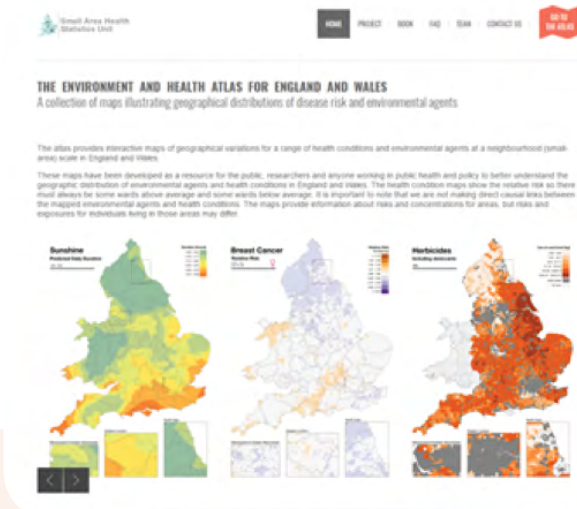 Small Area Health
Statistics Unit
HOME PROJECT BOOK FAQ TEAM CONTACT US
GO TO
THE ATLAS
THE ENVIRONMENT AND HEALTH ATLAS FOR ENGLAND AND WALES
A collection of maps illustrating geographical distributions of disease risk and environmental agents
The atlas provides interactive maps of geographical variations for a range of health conditions and environmental agents at a neighbourhood (small-
area) scale in England and Wales.
These maps have been developed as a resource for the public, researchers and anyone working in public health and policy to better understand the
geographic distribution of environmental agents and health conditions in England and Wales. The health condition maps show the relative risk so there
must always be some wards above average and some wards below average. It is important to note that we are not making direct causal links between
the mapped environmental agents and health conditions. The maps provide information about risks and concentrations for areas, but risks and
exposures for individuals living in those areas may differ.
Sunshine
Breast Cancer
Herbicides
Predicted Daily Duration
Relative Risk